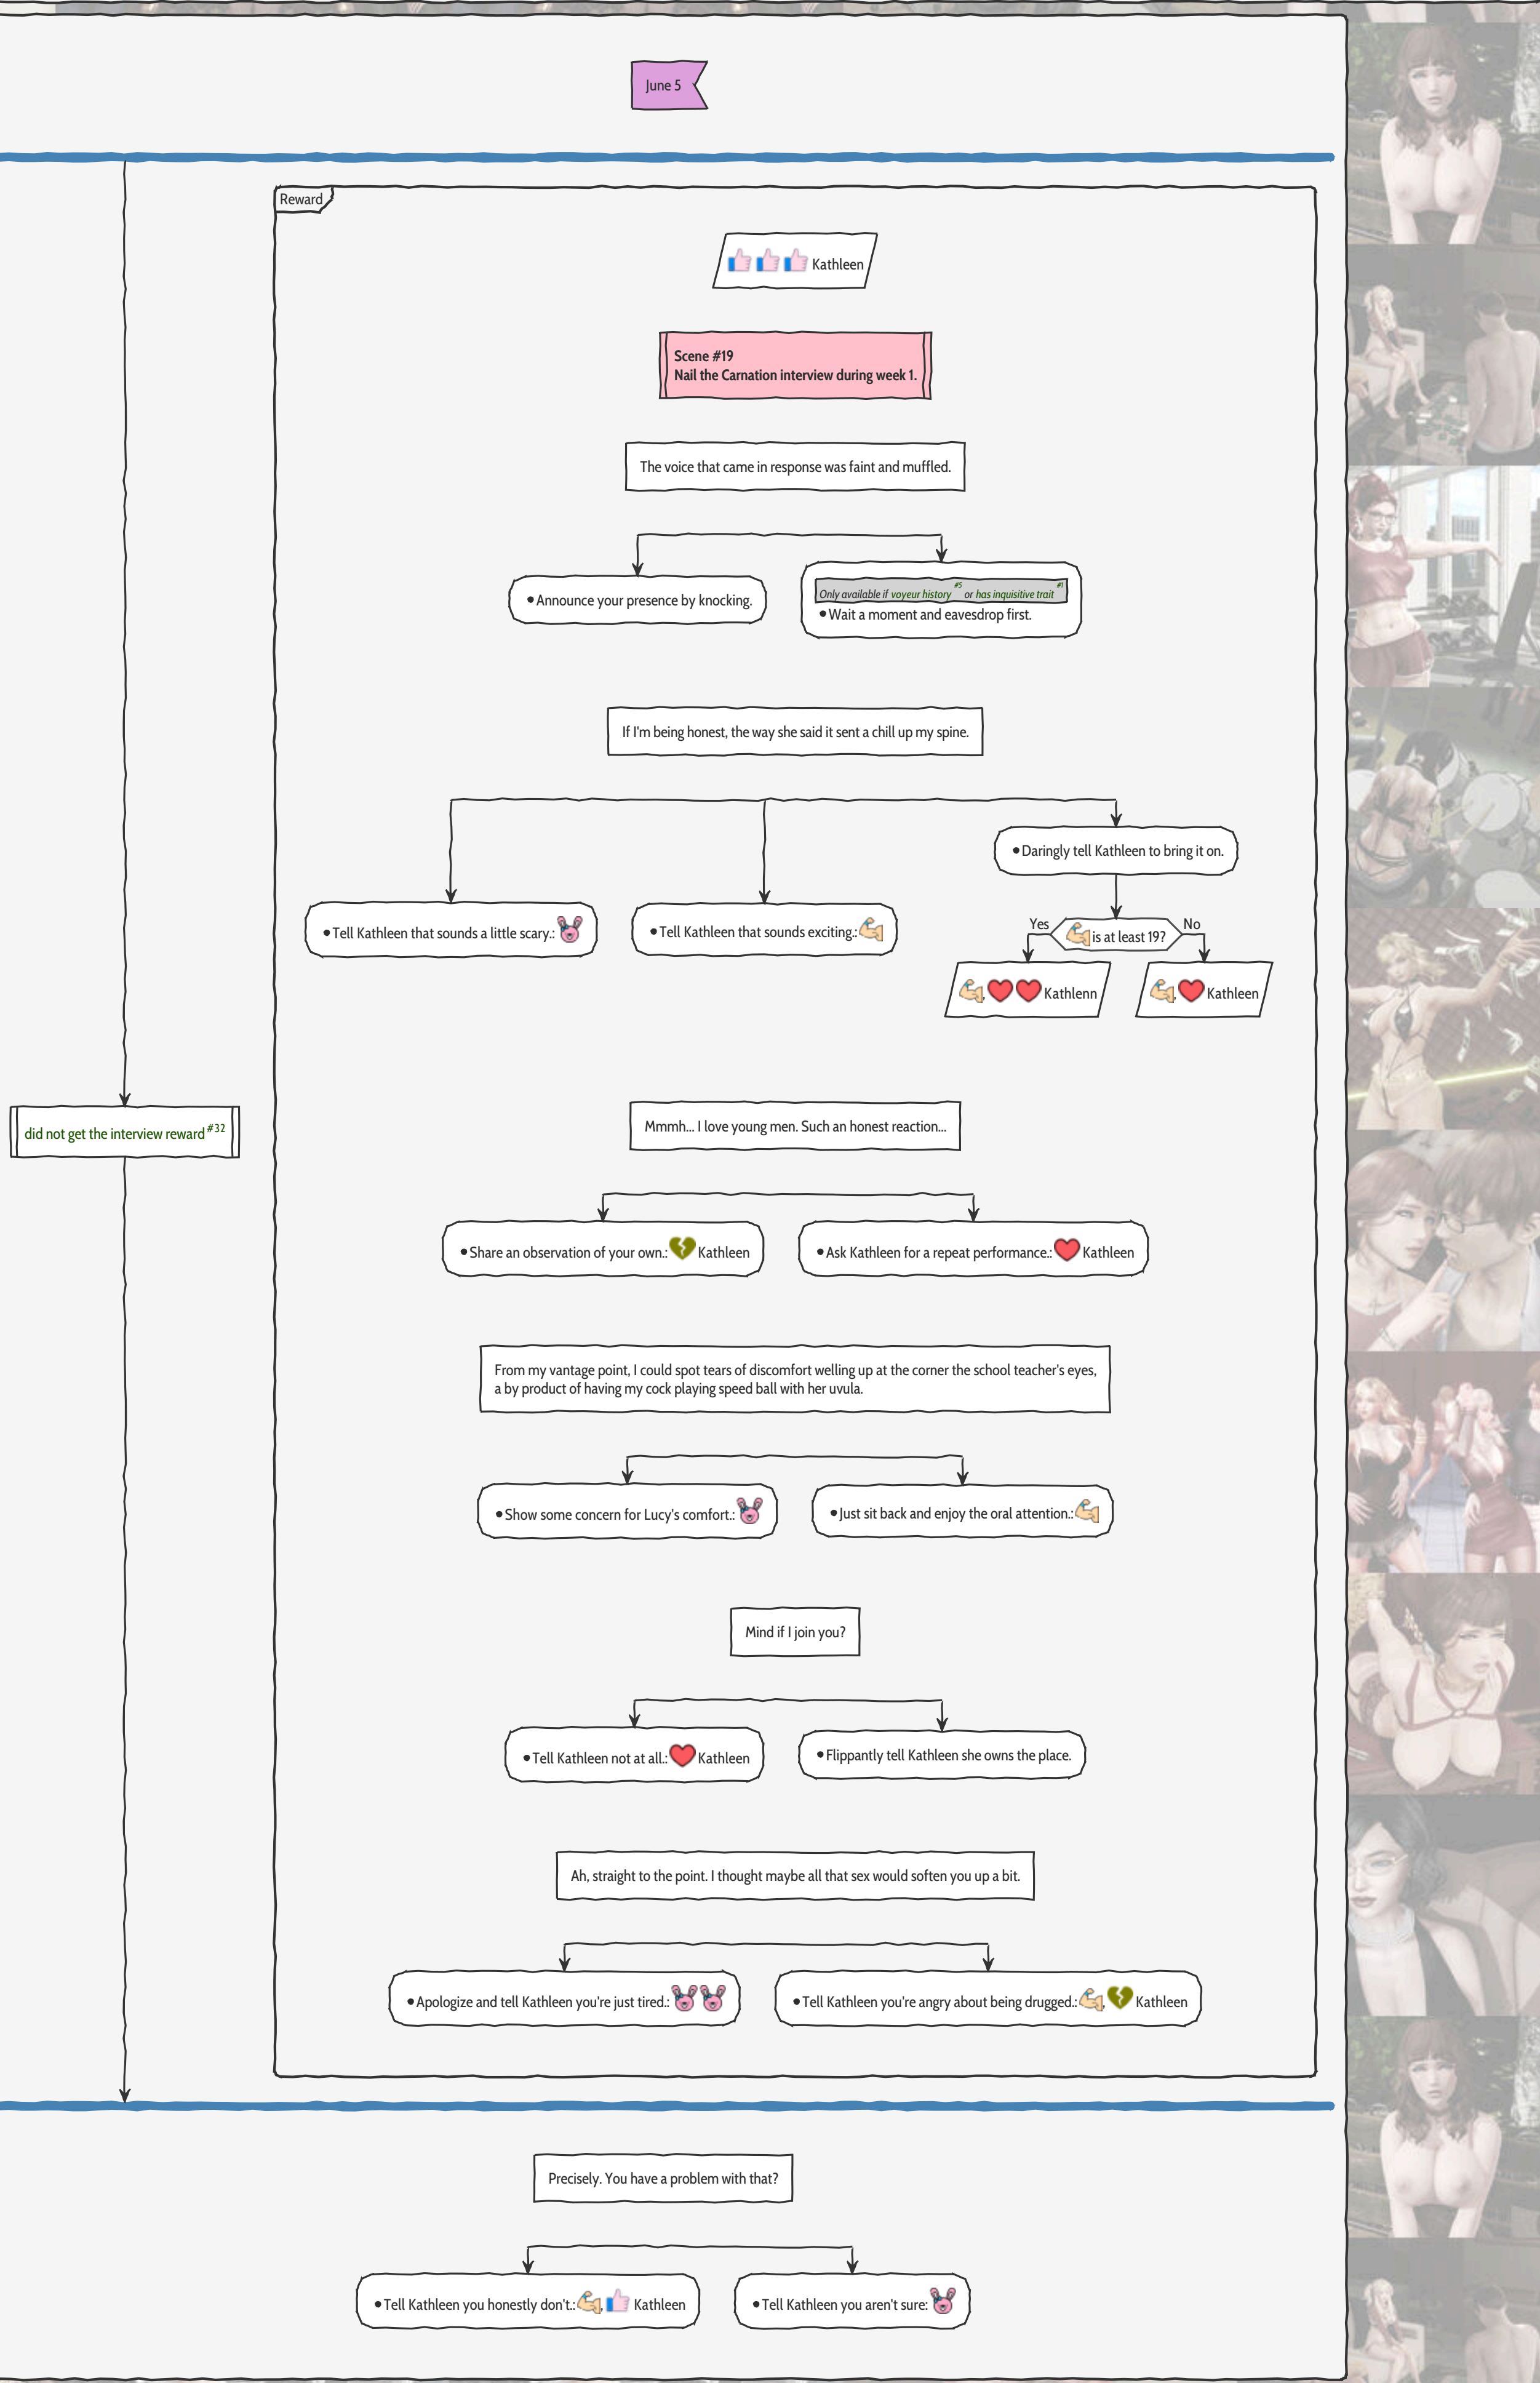 June 5
Reward
Kathleen
Scene #19
Nail the Carnation interview during week 1.
The voice that came in response was faint and muffled.
•Announce your presence by knocking.
Only available if voyeur history #5 or has inquisitive trait #1
•Wait a moment and eavesdrop first.
If I'm being honest, the way she said it sent a chill up my spine.
•Daringly tell Kathleen to bring it on.
•Tell Kathleen that sounds a little scary.:
•Tell Kathleen that sounds exciting.:
Yes
is at least 19?
No
, Kathlenn
, Kathleen
did not get the interview reward #32
Mmmh... I love young men. Such an honest reaction...
•Share an observation of your own.: Kathleen
•Ask Kathleen for a repeat performance.: Kathleen
From my vantage point, I could spot tears of discomfort welling up at the corner the school teacher's eyes,
a by product of having my cock playing speed ball with her uvula.
•Show some concern for Lucy's comfort.:
•Just sit back and enjoy the oral attention.:
Mind if I join you?
•Tell Kathleen not at all.: Kathleen
•Flippantly tell Kathleen she owns the place.
Ah, straight to the point. I thought maybe all that sex would soften you up a bit.
•Apologize and tell Kathleen you're just tired.:
•Tell Kathleen you're angry about being drugged.: , Kathleen
Precisely. You have a problem with that?
•Tell Kathleen you honestly don't.: , Kathleen
•Tell Kathleen you aren't sure: